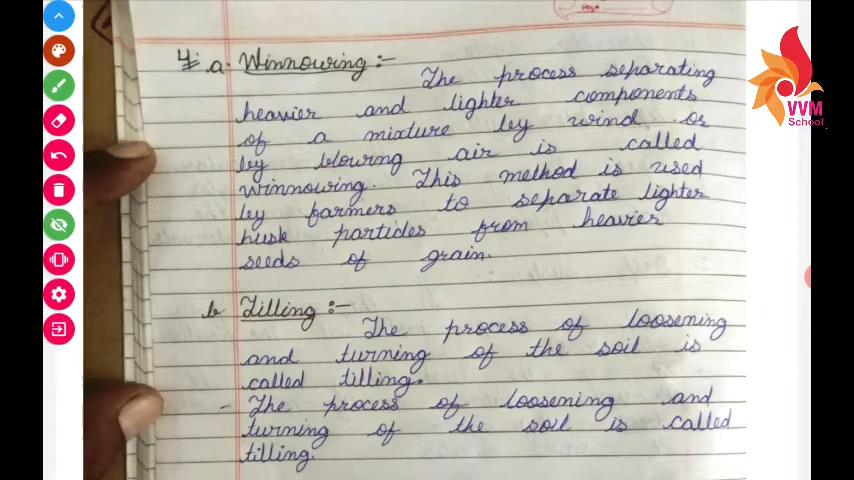 Page
4: a. Winnowing :-
The process separating
heavier and lighter components
of a mixture by wind or
by blowing air is called
winnowing. This method is used
by farmers to separate lighter
husk particles from heavier
seeds of grain.
b. Tilling :-
The process of loosening
and turning of the soil is
called tilling.
- The process of loosening and
turning of the soil is called
tilling.
VVM
School